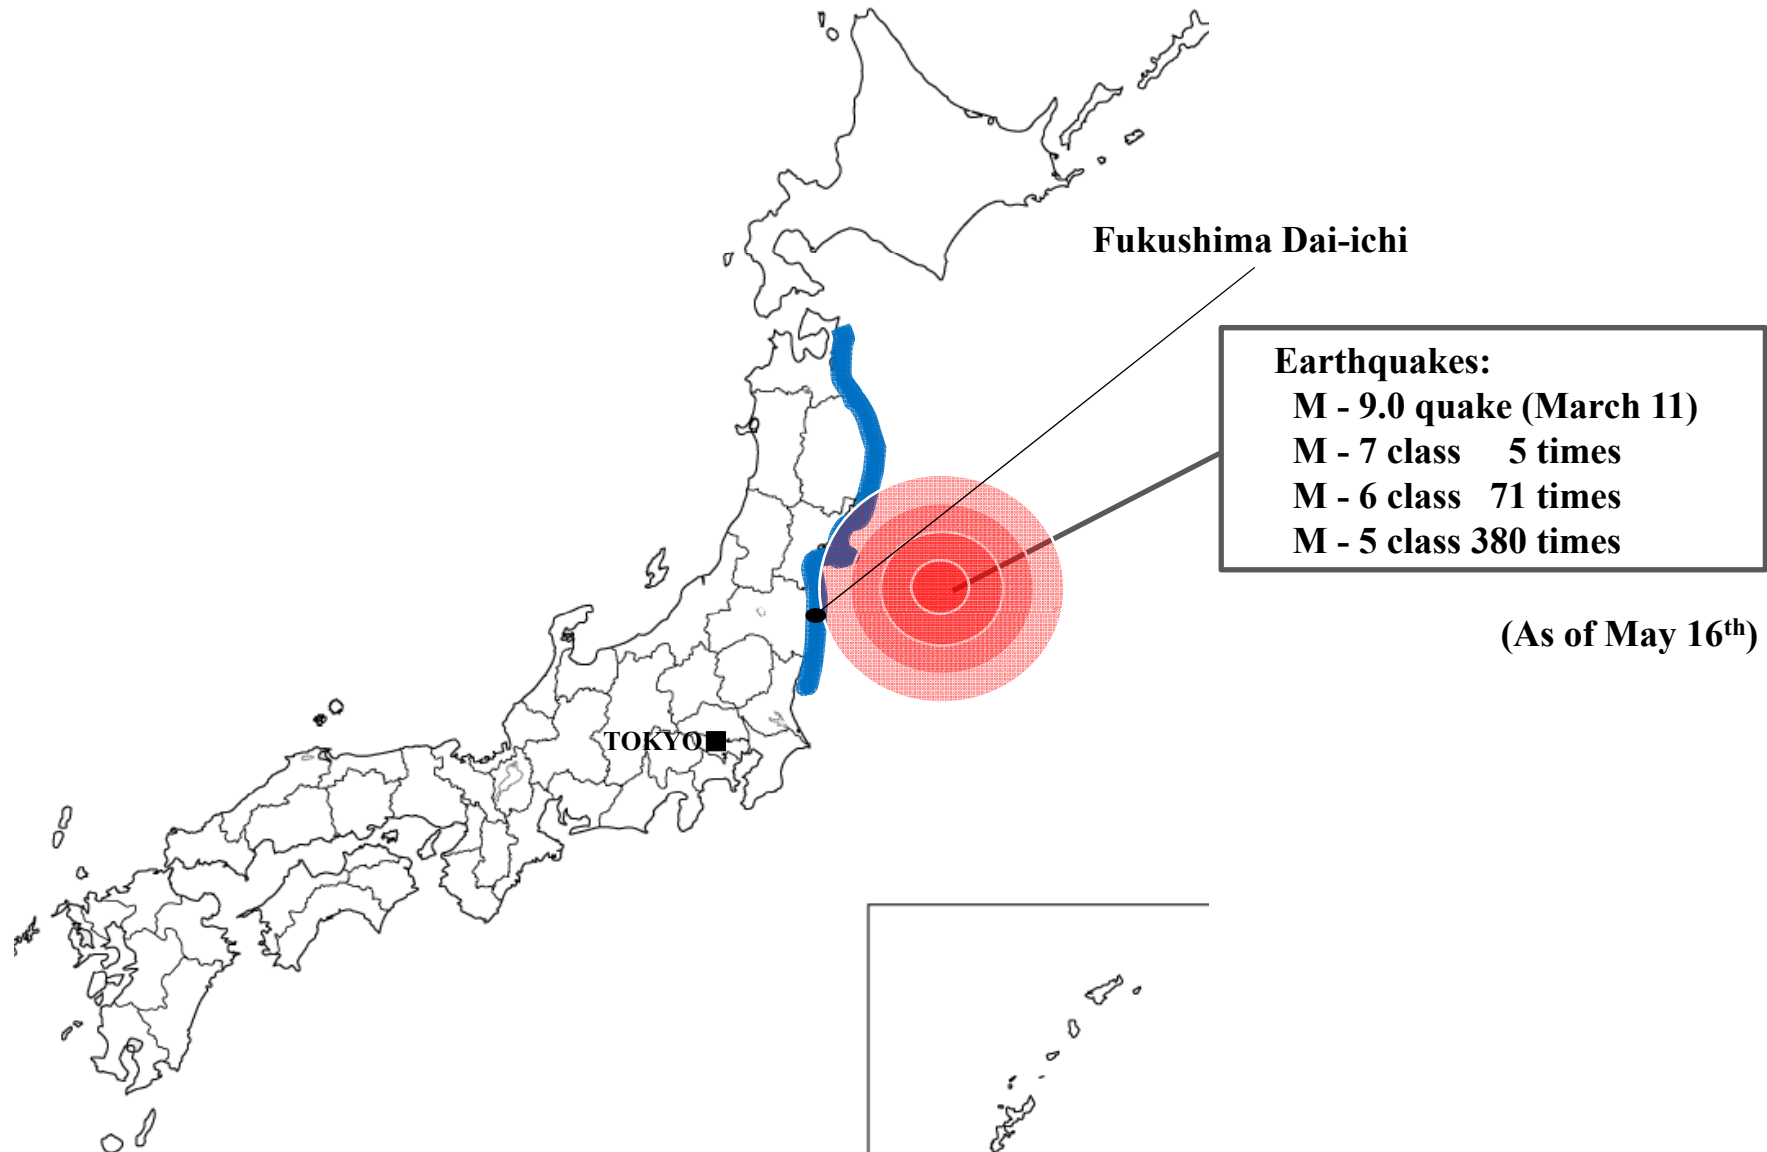 Fukushima Dai-ichi
Earthquakes:
M - 9.0 quake (March 11)
M - 7 class 5 times
M - 6 class 71 times
M - 5 class 380 times
(As of May 16th)
TOKYO